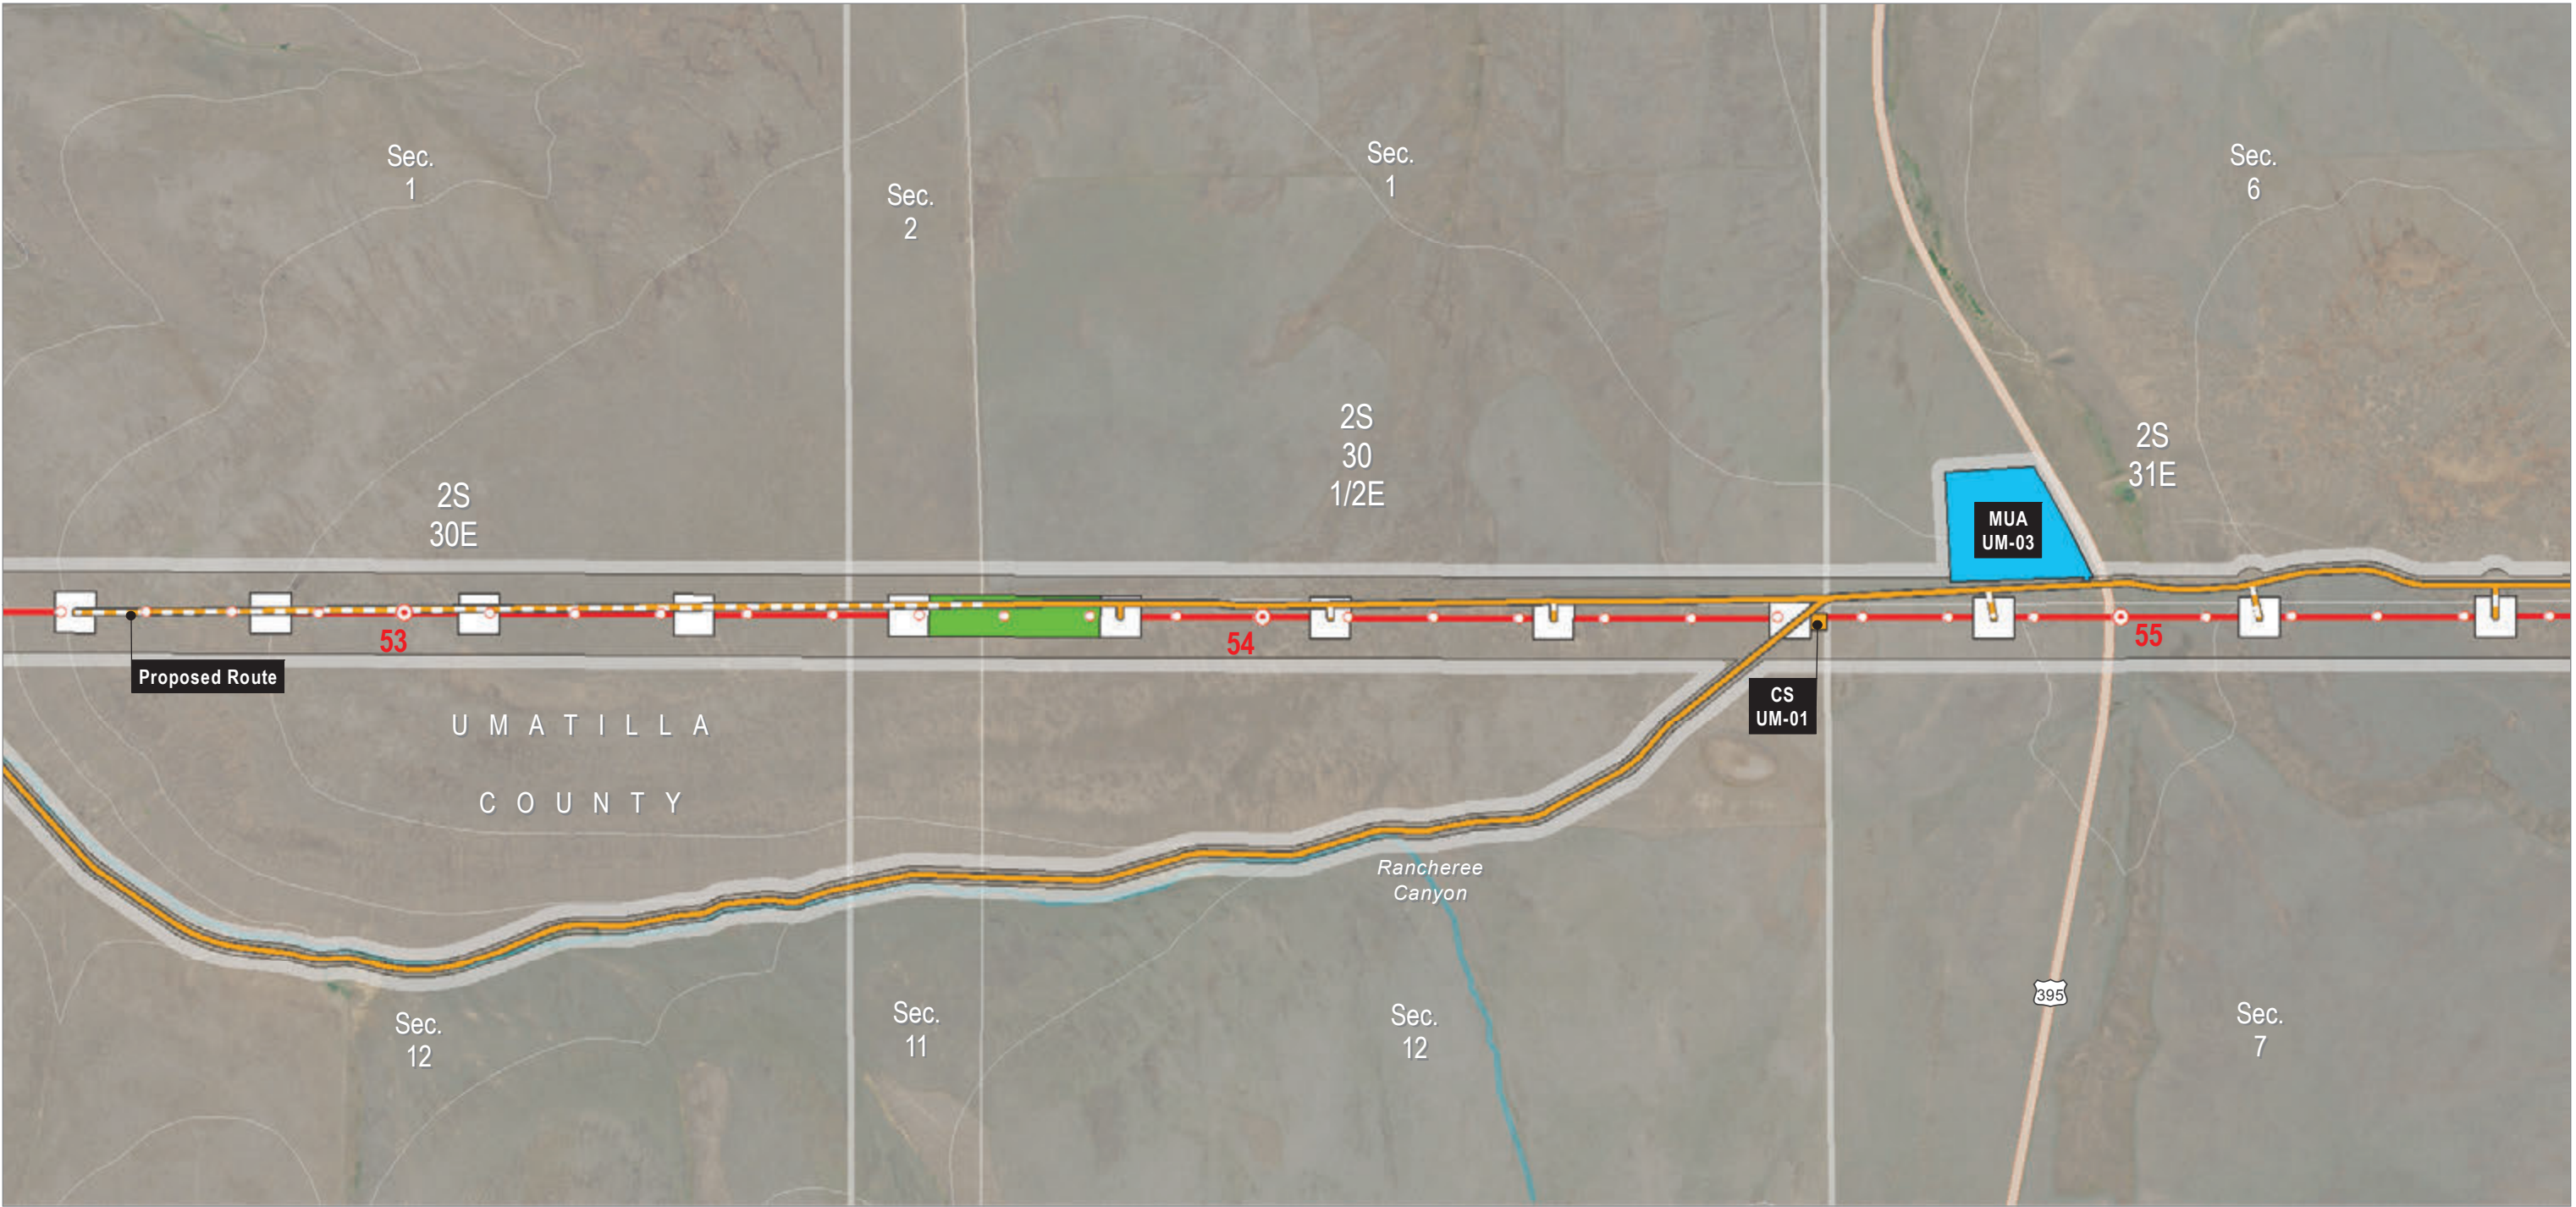 Sec.
1
Sec.
2
Sec.
1
Sec.
6
2S
30E
2S
30
1/2E
2S
31E
MUA
UM-03
53
54
55
Proposed Route
CS
UM-01
UMATILLA
COUNTY
Rancheree
Canyon
395
Sec.
12
Sec.
11
Sec.
12
Sec.
7